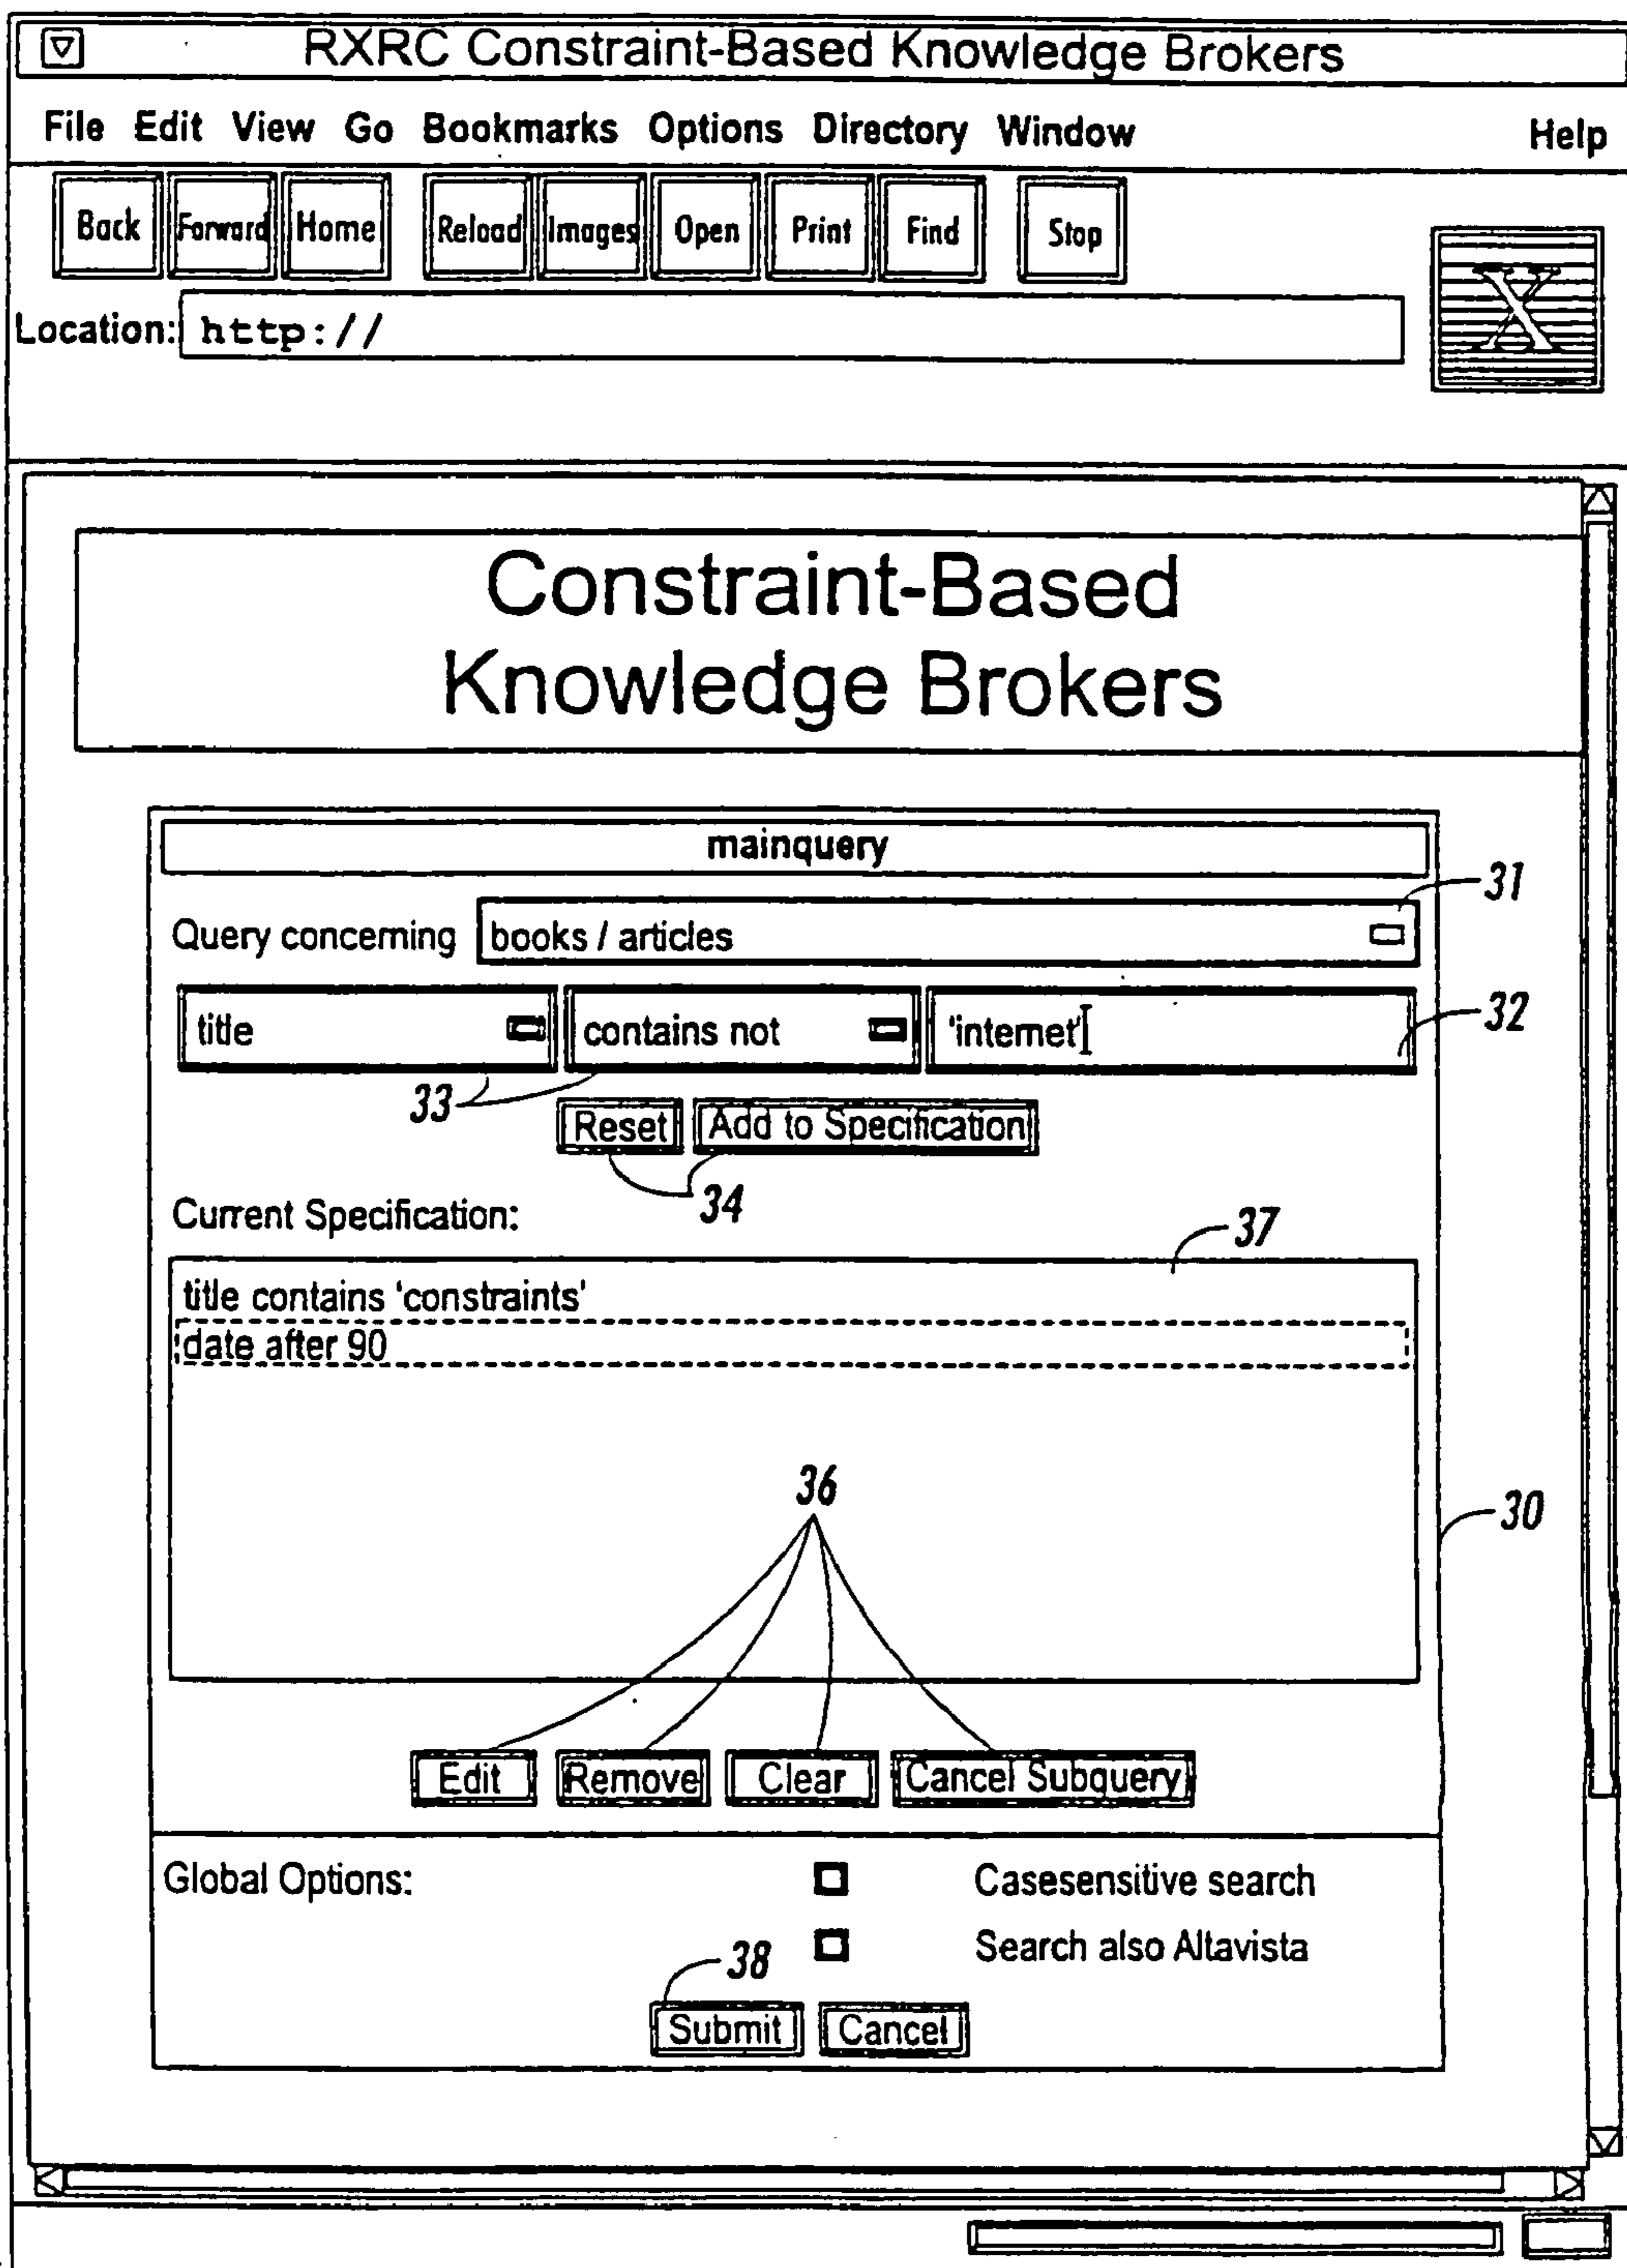 RXRC Constraint-Based Knowledge Brokers
File Edit View Go Bookmarks Options Directory Window Help
Back Forward Home Reload Images Open Print Find Stop
X
Location: http://
Constraint-Based
Knowledge Brokers
mainquery
31
Query concerning books / articles
title contains not 'internet' 32
33
Reset Add to Specification
34
Current Specification:
37
title contains 'constraints'
date after 90
36
30
Edit Remove Clear Cancel Subquery
Global Options: Casesensitive search
Search also Altavista
38
Submit Cancel